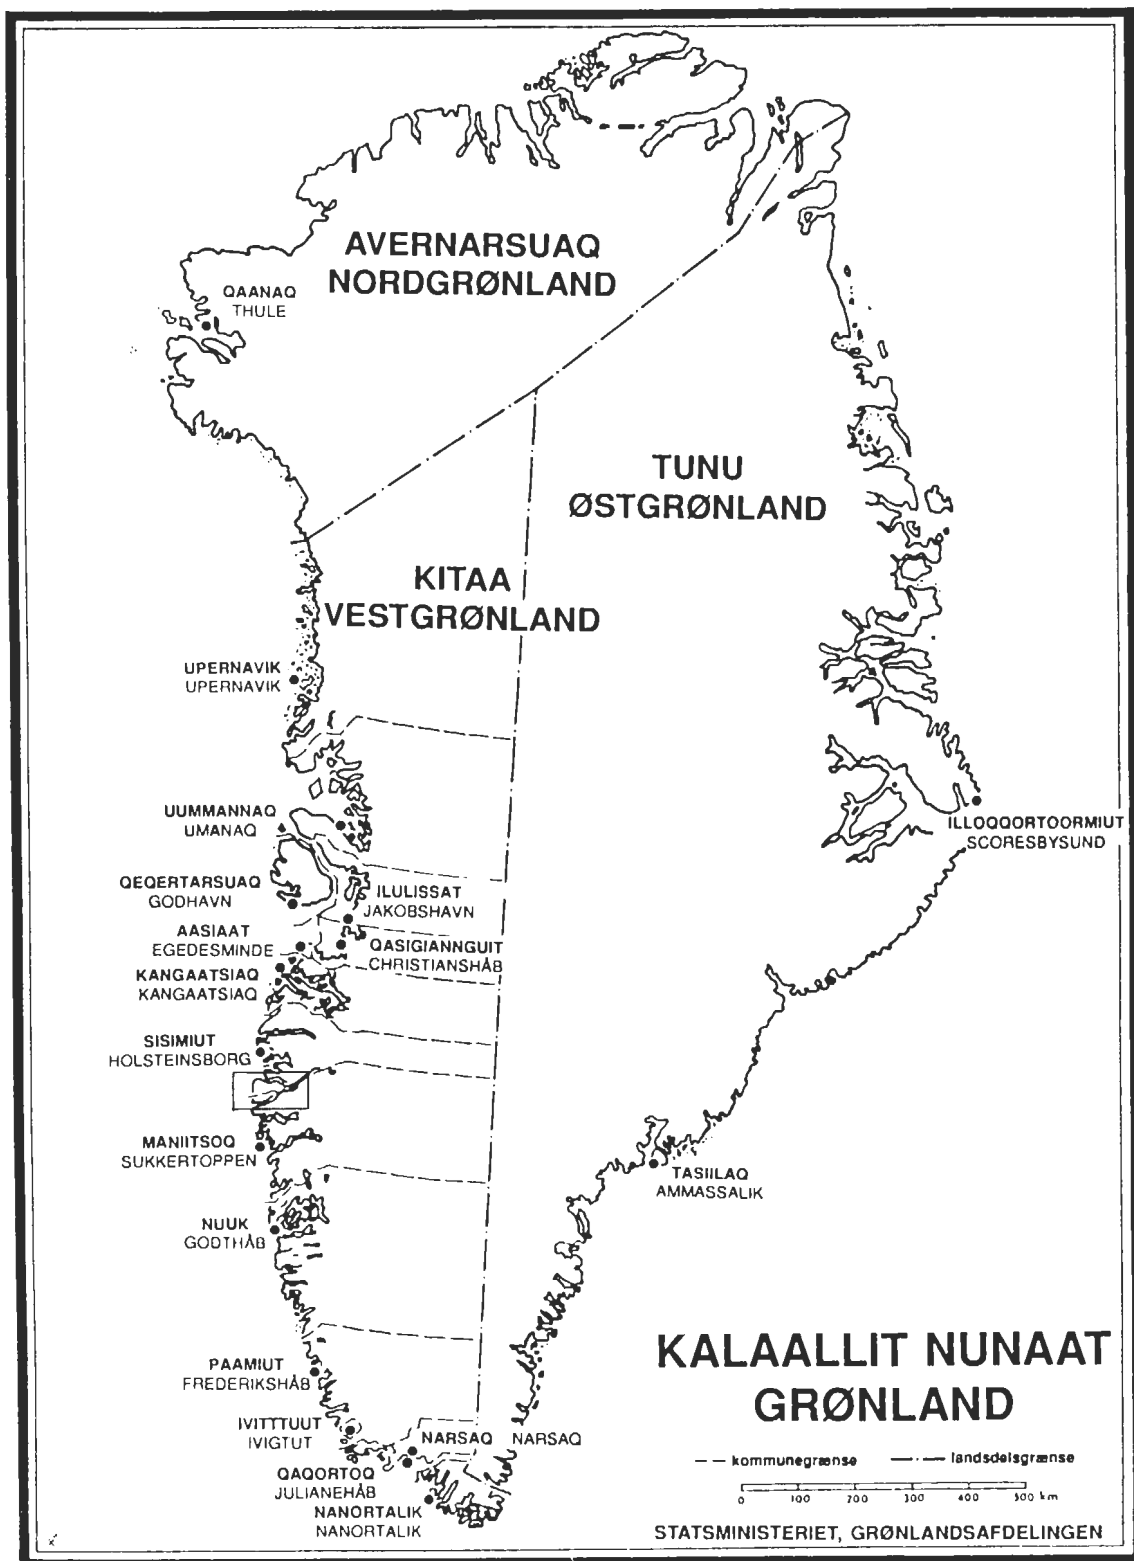 AVERNARSUAQ
NORDGRØNLAND
QAANAQ
THULE
TUNU
ØSTGRØNLAND
KITAA
VESTGRØNLAND
UPERNAVIK
UPERNAVIK
UUMMANNAQ
UMANAQ
ILLOQQORTOORMIUT
SCORESBYSUND
QEQERTARSUAQ
GODHAVN
ILULISSAT
JAKOBSHAVN
AASIAAT
EGEDESMINDE
QASIGIANNGUIT
CHRISTIANSHÅB
KANGAATSIAQ
KANGAATSIAQ
SISIMIUT
HOLSTEINSBORG
MANIITSOQ
SUKKERTOPPEN
TASIILAQ
AMMASSALIK
NUUK
GODTHÅB
PAAMIUT
FREDERIKSHÅB
IVITTTUUT
IVIGTUT
NARSAQ NARSAQ
QAQORTOQ
JULIANEHÅB
NANORTALIK
NANORTALIK
KALAALLIT NUNAAT
GRØNLAND
kommunegrænse landsdelsgrænse
0 100 200 300 400 500 km
STATSMINISTERIET, GRØNLANDSAFDELINGEN